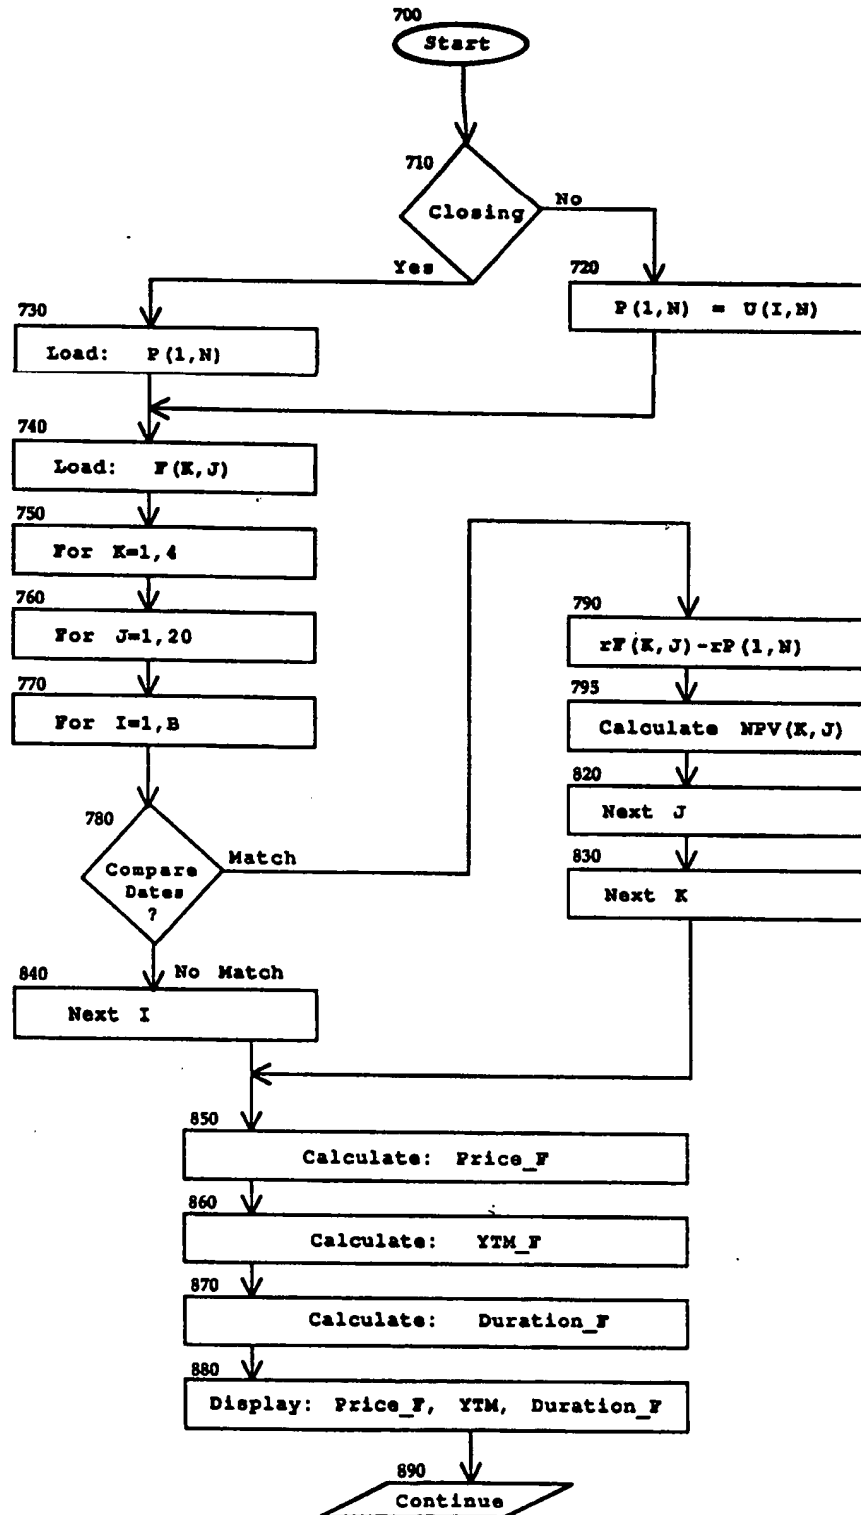 700
Start
710
Closing
No
Yes
720
P(1,N) = U(I,N)
730
Load: P(1,N)
740
Load: F(K,J)
750
For K=1,4
760
For J=1,20
770
For I=1,B
780
Compare
Dates
?
Match
No Match
790
rF(K,J)-rP(1,N)
795
Calculate NPV(K,J)
820
Next J
830
Next K
840
Next I
850
Calculate: Price_F
860
Calculate: YTM_F
870
Calculate: Duration_F
880
Display: Price_F, YTM, Duration_F
890
Continue